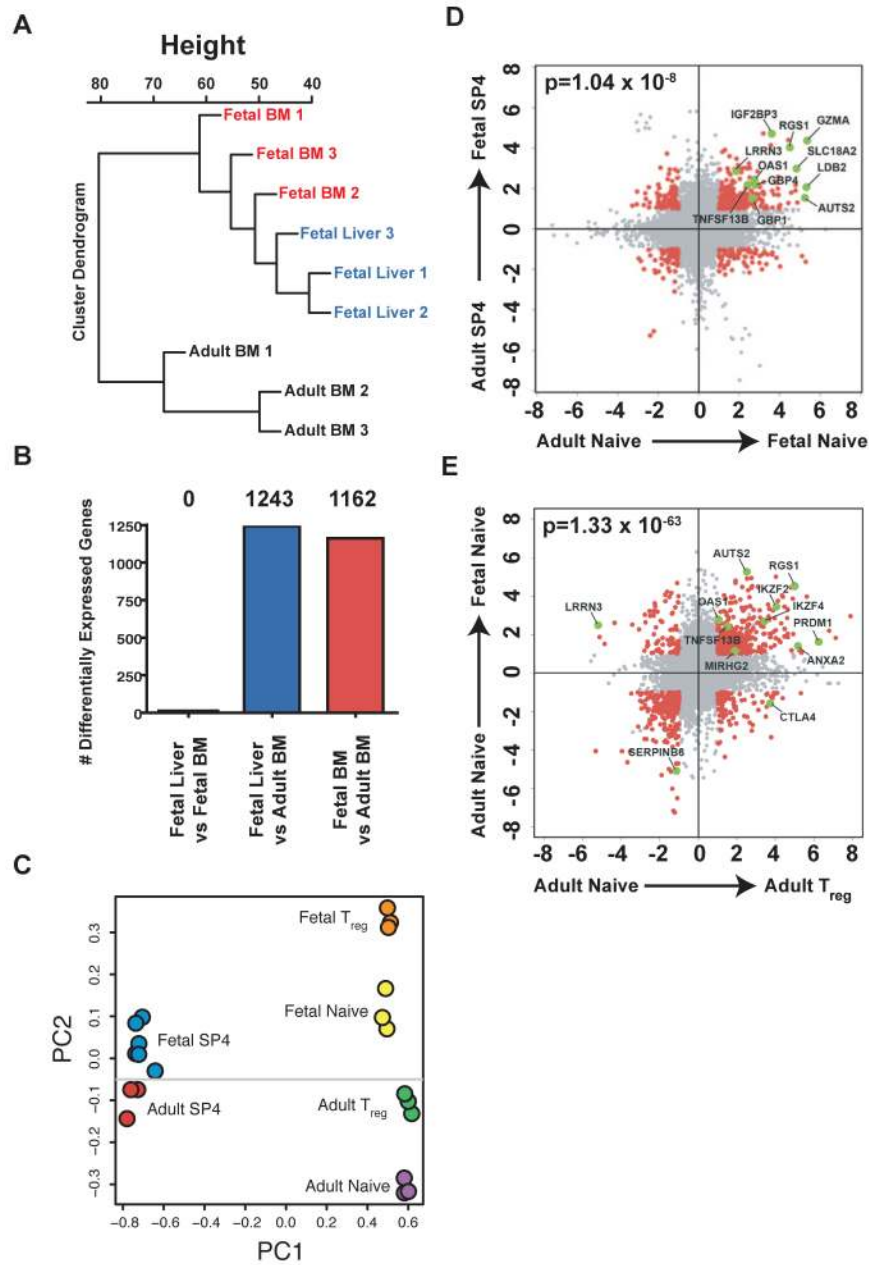 A
Height
80 70 60 50 40
Cluster Dendrogram
Fetal BM 1
Fetal BM 3
Fetal BM 2
Fetal Liver 3
Fetal Liver 1
Fetal Liver 2
Adult BM 1
Adult BM 2
Adult BM 3
B
0 1243 1162
# Differentially Expressed Genes
1250
1000
750
500
250
0
Fetal Liver
vs Fetal BM
Fetal Liver
vs Adult BM
Fetal BM
vs Adult BM
C
PC2
0.3
0.2
0.1
0.0
−0.1
−0.2
−0.3
Fetal Treg
Fetal Naive
Fetal SP4
Adult SP4
Adult Treg
Adult Naive
−0.8 −0.6 −0.4 −0.2 0.0 0.2 0.4 0.6
PC1
D
p=1.04 x 10-8
Adult SP4 Fetal SP4
8
6
4
2
0
-2
-4
-6
-8
IGF2BP3
RGS1
GZMA
LRRN3
SLC18A2
OAS1
LDB2
GBP4
TNFSF13B
AUTS2
GBP1
-8 -6 -4 -2 0 2 4 6 8
Adult Naive Fetal Naive
E
p=1.33 x 10-63
Adult Naive Fetal Naive
8
6
4
2
0
-2
-4
-6
-8
AUTS2
RGS1
IKZF2
OAS1
IKZF4
LRRN3
PRDM1
TNFSF13B
MIRHG2
ANXA2
CTLA4
SERPINB6
-8 -6 -4 -2 0 2 4 6 8
Adult Naive Adult Treg